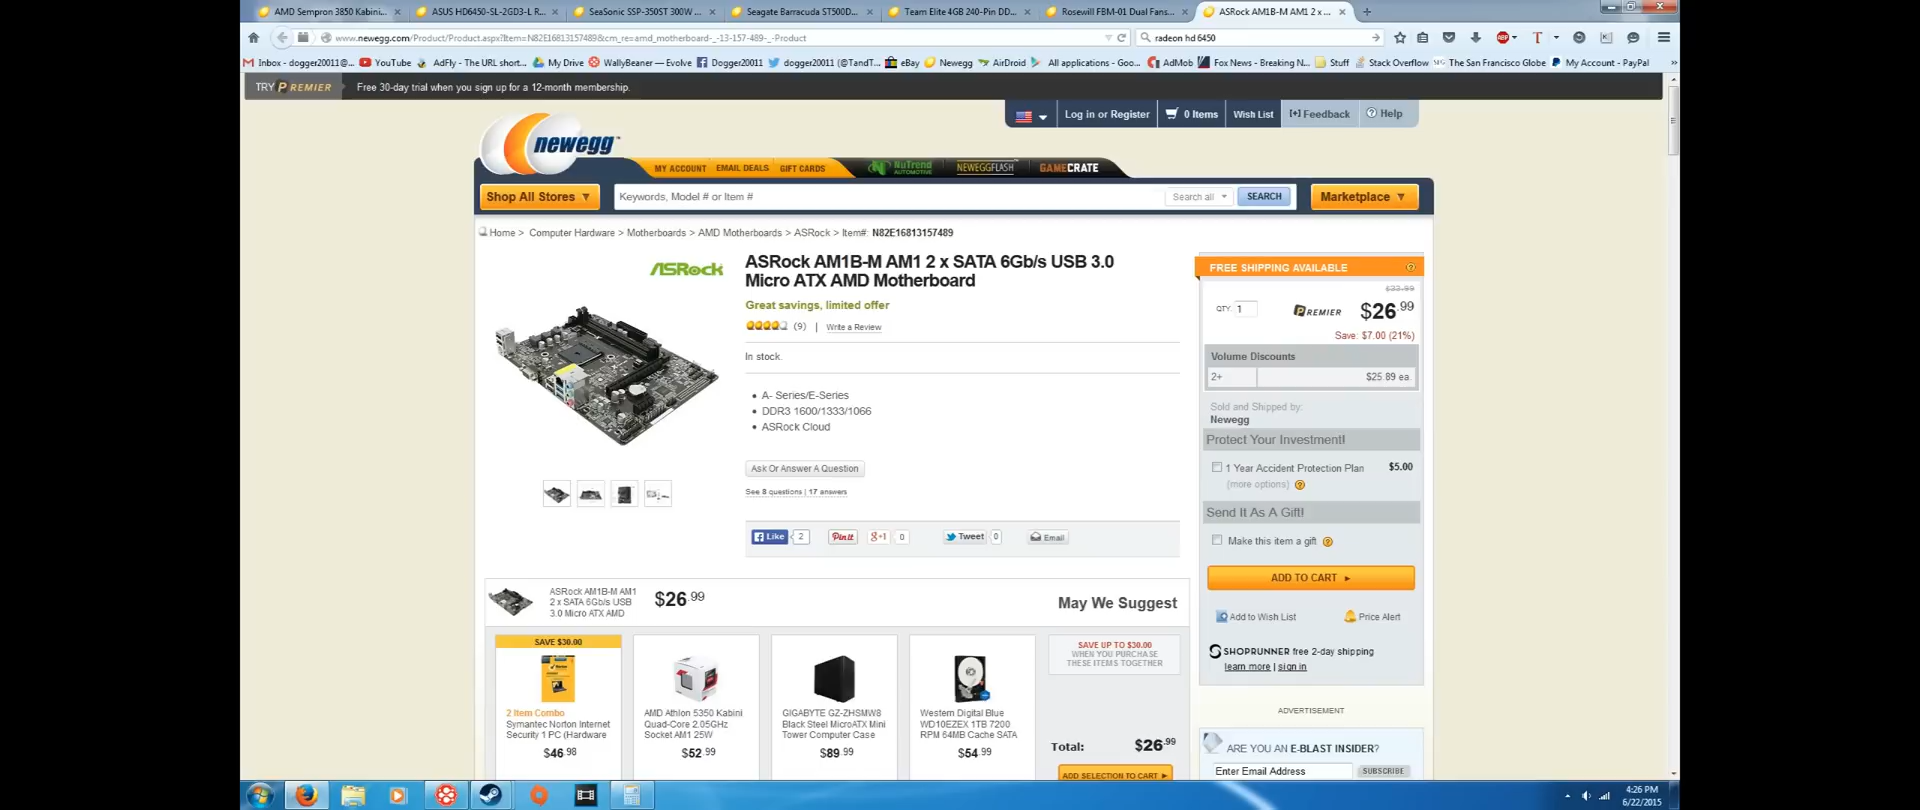 AMD Sempron 3850 Kabini...
ASUS HD6450-SL-2GD3-L R...
SeaSonic SSP-350ST 300W ...
Seagate Barracuda ST500D...
Team Elite 4GB 240-Pin DD...
Rosewill FBM-01 Dual Fans...
ASRock AM1B-M AM1 2 x ...
www.newegg.com/Product/Product.aspx?Item=N82E16813157489&cm_re=amd_motherboard-_-13-157-489-_-Product
radeon hd 6450
Inbox - dogger20011@... YouTube AdFly - The URL short... My Drive WallyBeaner — Evolve Dogger20011 dogger20011 (@TandT... eBay Newegg AirDroid All applications - Goo... AdMob Fox News - Breaking N... Stuff Stack Overflow The San Francisco Globe My Account - PayPal
TRY PREMIER Free 30-day trial when you sign up for a 12-month membership.
Log in or Register 0 Items Wish List [+] Feedback Help
newegg
MY ACCOUNT EMAIL DEALS GIFT CARDS NUTREND AUTOMOTIVE NEWEGGFLASH GAMECRATE
Shop All Stores Keywords, Model # or Item # Search all SEARCH Marketplace
Home > Computer Hardware > Motherboards > AMD Motherboards > ASRock > Item#: N82E16813157489
ASRock
ASRock AM1B-M AM1 2 x SATA 6Gb/s USB 3.0
Micro ATX AMD Motherboard
Great savings, limited offer
(9) | Write a Review
In stock.
A- Series/E-Series
DDR3 1600/1333/1066
ASRock Cloud
Ask Or Answer A Question
See 8 questions | 17 answers
Like 2 Pin it g+1 0 Tweet 0 Email
FREE SHIPPING AVAILABLE
$33.99
QTY: 1 PREMIER $26.99
Save: $7.00 (21%)
Volume Discounts
2+ $25.89 ea.
Sold and Shipped by:
Newegg
Protect Your Investment!
1 Year Accident Protection Plan $5.00
(more options)
Send It As A Gift!
Make this item a gift
ADD TO CART
Add to Wish List Price Alert
SHOPRUNNER free 2-day shipping
learn more | sign in
ADVERTISEMENT
ARE YOU AN E-BLAST INSIDER?
Enter Email Address SUBSCRIBE
ASRock AM1B-M AM1
2 x SATA 6Gb/s USB
3.0 Micro ATX AMD
$26.99
May We Suggest
SAVE $30.00
2 Item Combo
Symantec Norton Internet
Security 1 PC (Hardware
$46.98
AMD Athlon 5350 Kabini
Quad-Core 2.05GHz
Socket AM1 25W
$52.99
GIGABYTE GZ-ZHSMW8
Black Steel MicroATX Mini
Tower Computer Case
$89.99
Western Digital Blue
WD10EZEX 1TB 7200
RPM 64MB Cache SATA
$54.99
SAVE UP TO $30.00
WHEN YOU PURCHASE
THESE ITEMS TOGETHER
Total: $26.99
ADD SELECTION TO CART
4:26 PM
6/22/2015